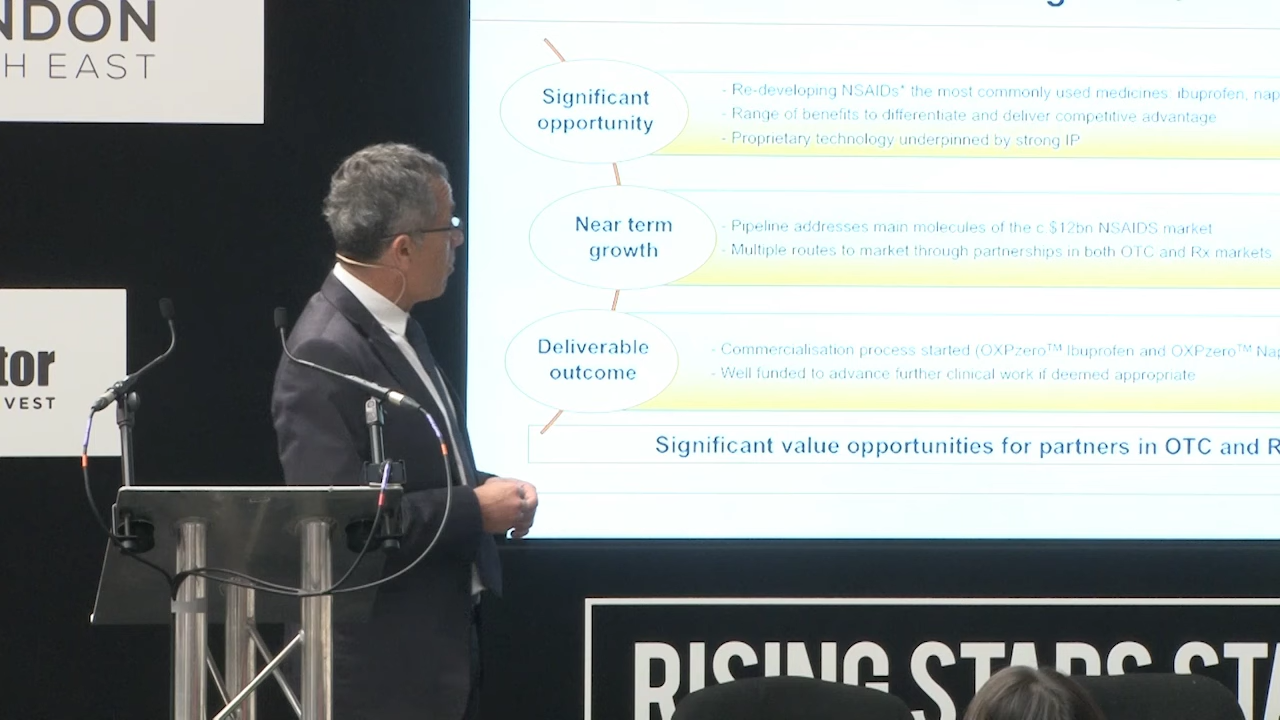 NDON
H EAST
tor
VEST
Significant
opportunity
- Re-developing NSAIDs* the most commonly used medicines: ibuprofen, nap
- Range of benefits to differentiate and deliver competitive advantage
- Proprietary technology underpinned by strong IP
Near term
growth
- Pipeline addresses main molecules of the c.$12bn NSAIDS market
- Multiple routes to market through partnerships in both OTC and Rx markets
Deliverable
outcome
- Commercialisation process started (OXPzero™ Ibuprofen and OXPzero™ Nap
- Well funded to advance further clinical work if deemed appropriate
Significant value opportunities for partners in OTC and R
RISING STARS STA